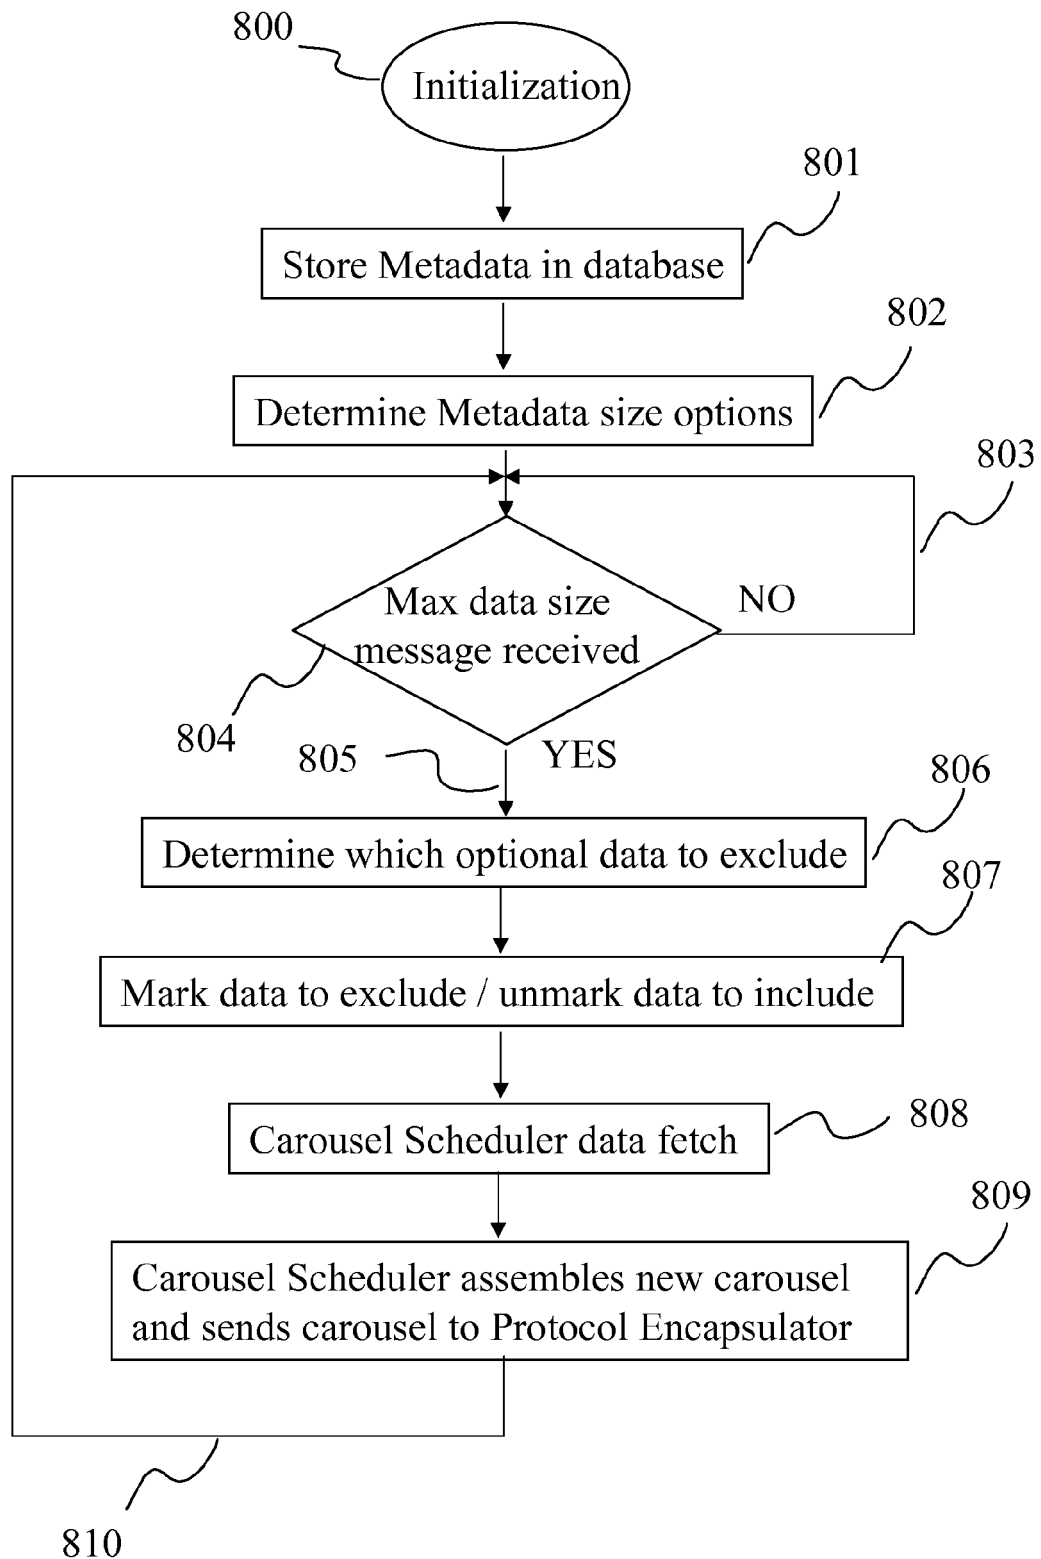 800
Initialization
801
Store Metadata in database
802
Determine Metadata size options
803
Max data size
message received
NO
804
805
YES
806
Determine which optional data to exclude
807
Mark data to exclude / unmark data to include
808
Carousel Scheduler data fetch
809
Carousel Scheduler assembles new carousel
and sends carousel to Protocol Encapsulator
810